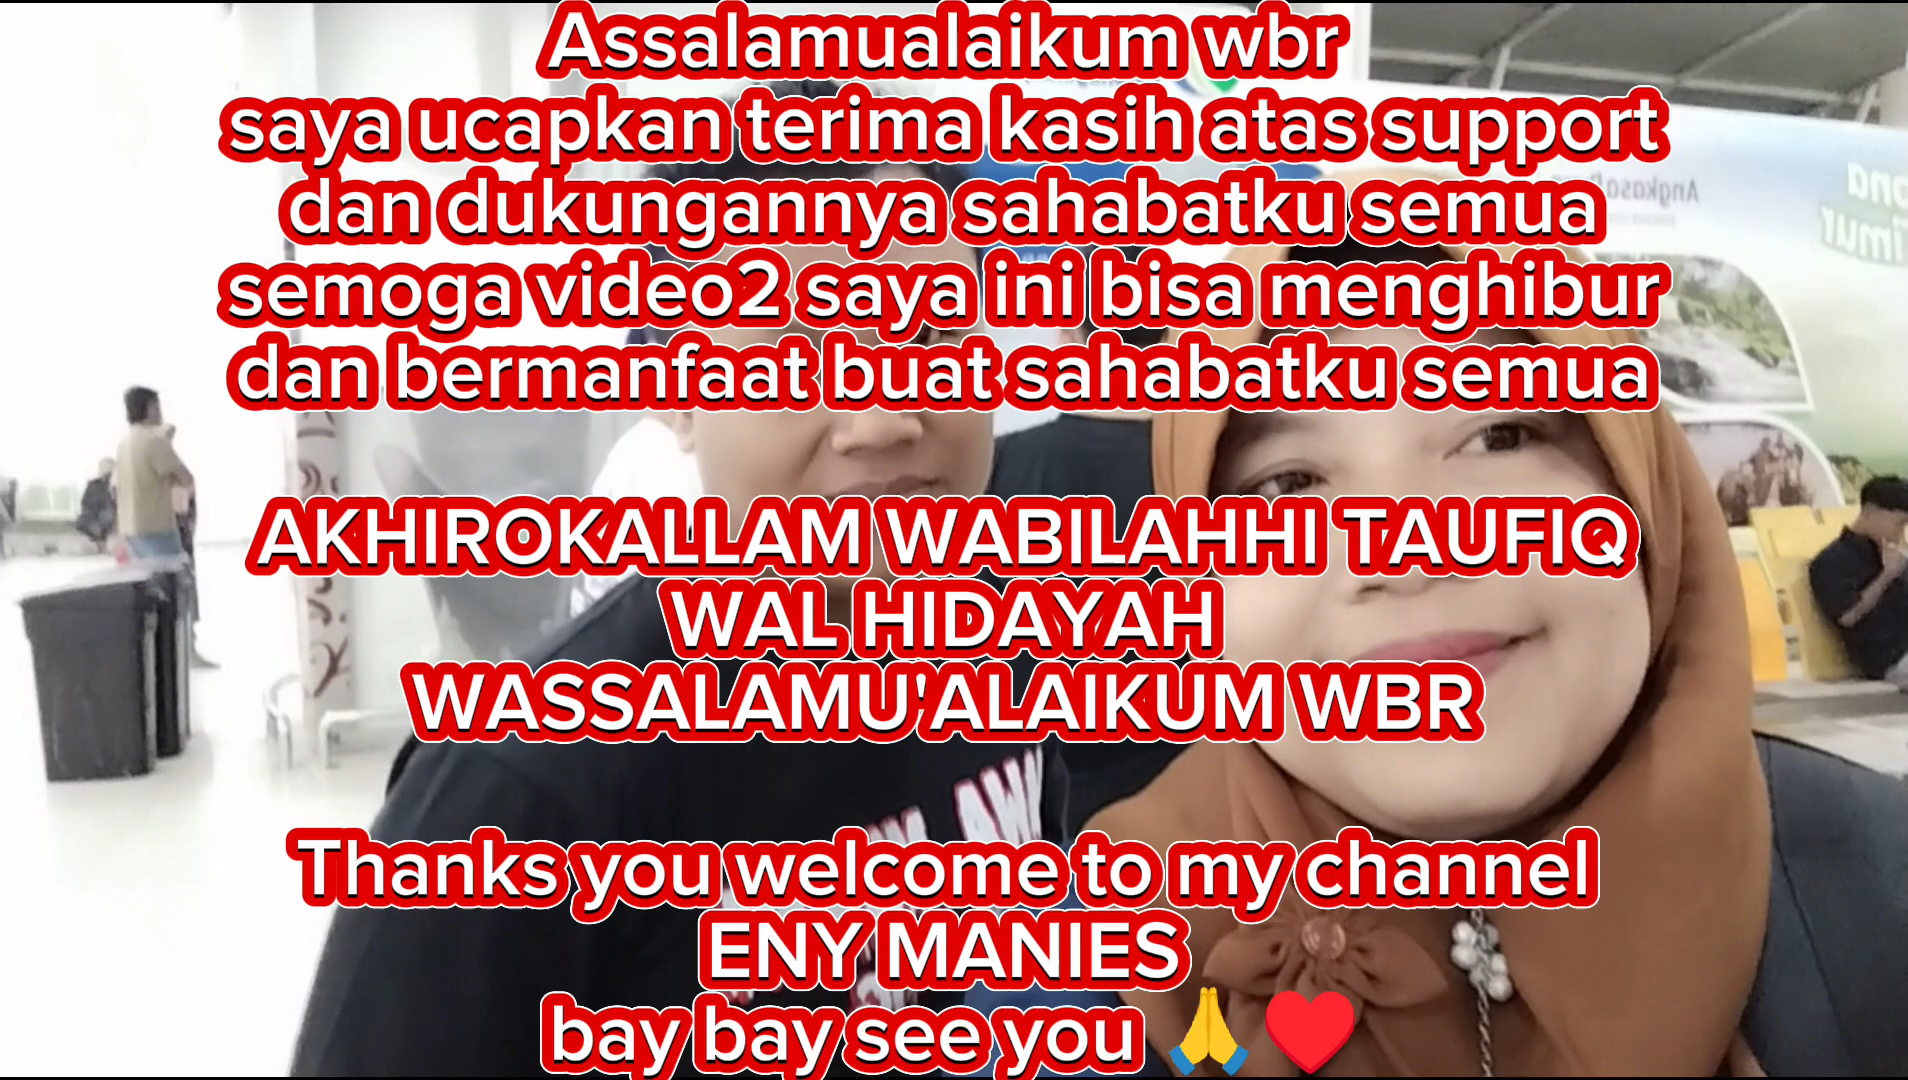 Assalamualaikum wbr
saya ucapkan terima kasih atas support
dan dukungannya sahabatku semua
semoga video2 saya ini bisa menghibur
dan bermanfaat buat sahabatku semua
AKHIROKALLAM WABILAHHI TAUFIQ
WAL HIDAYAH
WASSALAMU'ALAIKUM WBR
Thanks you welcome to my channel
ENY MANIES
bay bay see you 🙏♥️